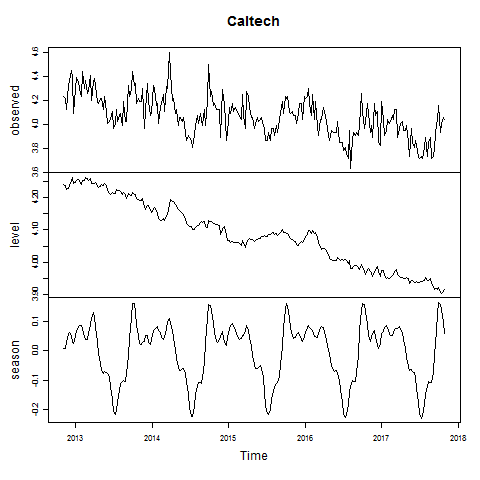 Caltech
observed
3.6 3.8 4.0 4.2 4.4 4.6
level
3.90 4.00 4.10 4.20
season
-0.2 -0.1 0.0 0.1
2013 2014 2015 2016 2017 2018
Time